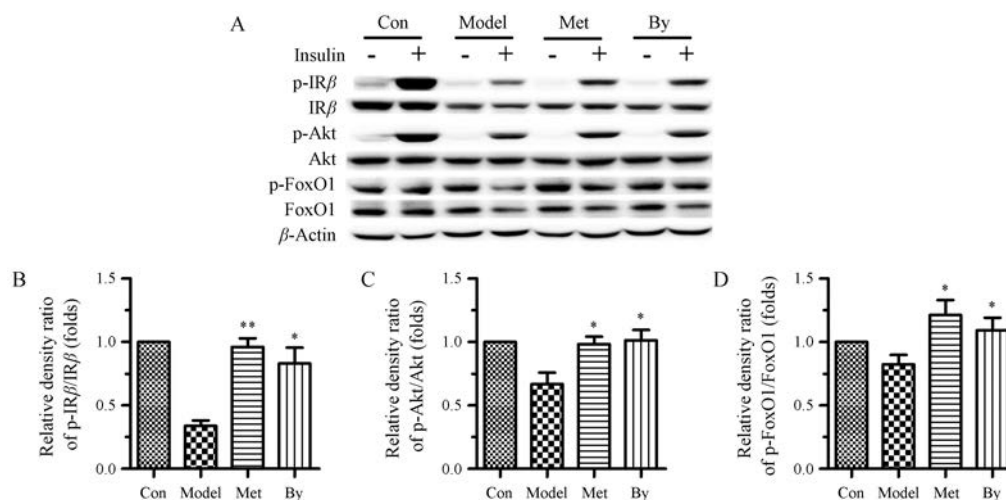 A
Con Model Met By
Insulin - + - + - + - +
p-IRβ
IRβ
p-Akt
Akt
p-FoxO1
FoxO1
β-Actin
B
Relative density ratio
of p-IRβ/IRβ (folds)
1.5
1.0
0.5
0.0
** *
Con Model Met By
C
Relative density ratio
of p-Akt/Akt (folds)
1.5
1.0
0.5
0.0
* *
Con Model Met By
D
Relative density ratio
of p-FoxO1/FoxO1 (folds)
1.5
1.0
0.5
0.0
* *
Con Model Met By